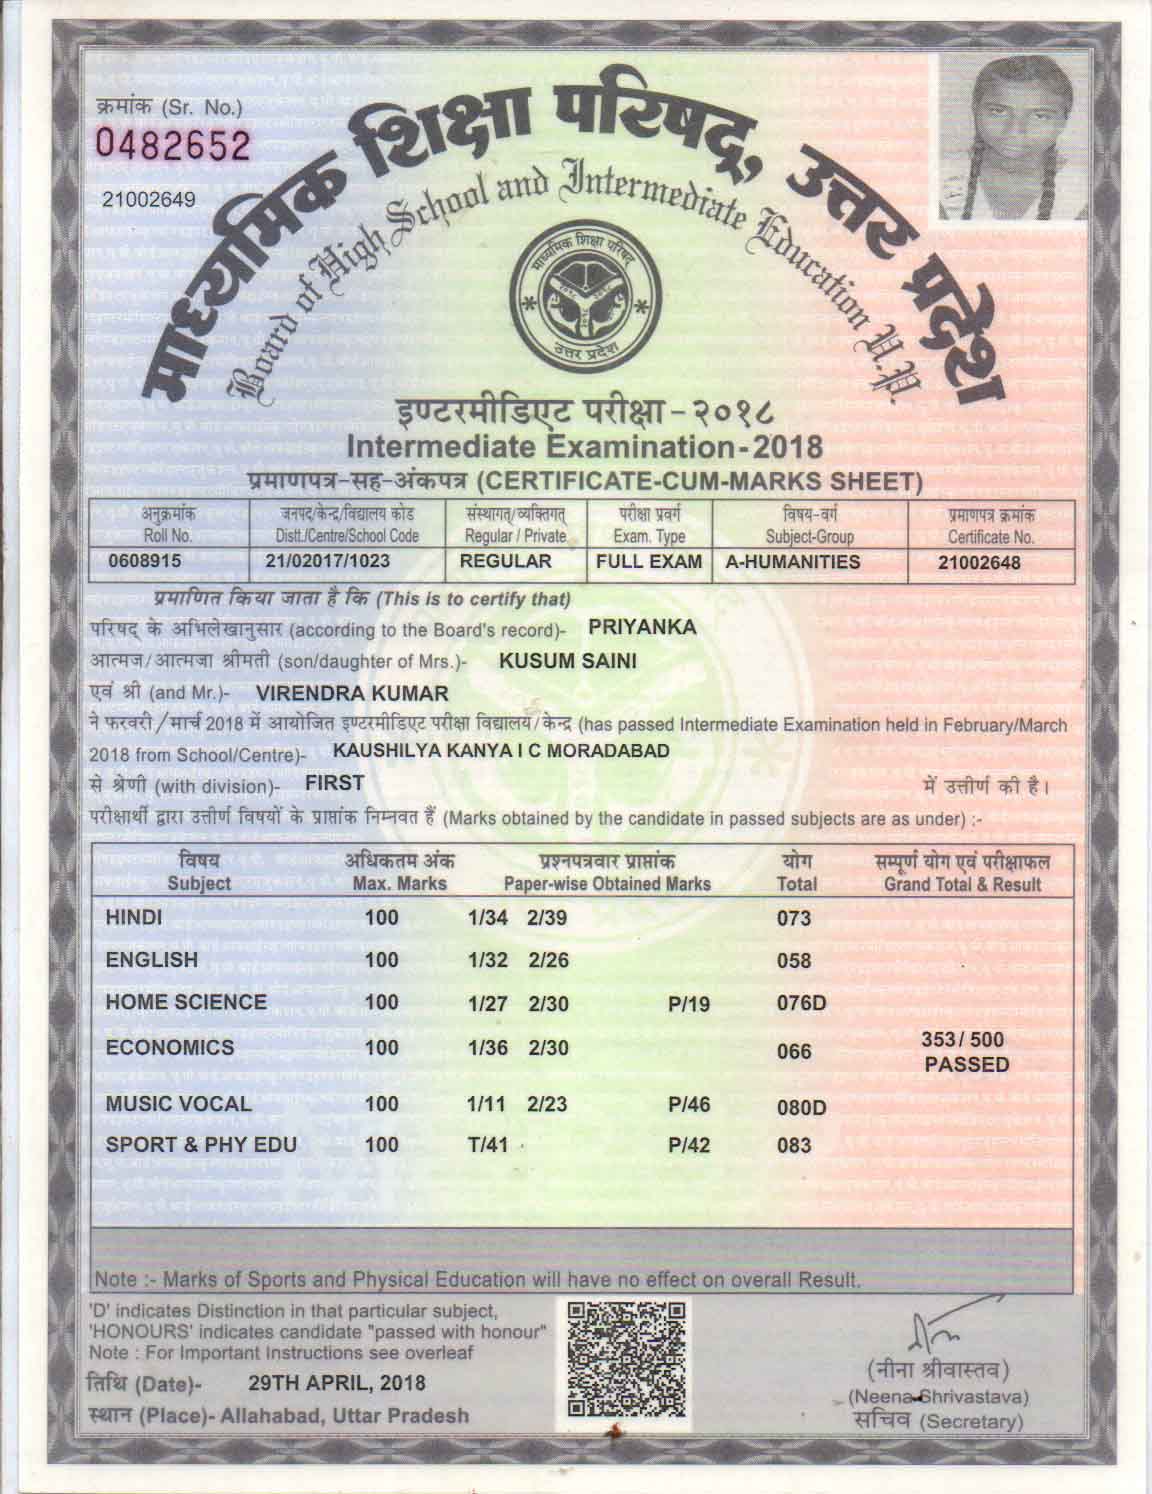 क्रमांक (Sr. No.)
0482652
21002649
माध्यमिक शिक्षा परिषद्, उत्तर प्रदेश
Board of High School and Intermediate Education U.P.
माध्यमिक शिक्षा परिषद्
उत्तर प्रदेश
इण्टरमीडिएट परीक्षा - २०१८
Intermediate Examination - 2018
प्रमाणपत्र-सह-अंकपत्र (CERTIFICATE-CUM-MARKS SHEET)
अनुक्रमांक जनपद/केन्द्र/विद्यालय कोड संस्थागत/व्यक्तिगत परीक्षा प्रवर्ग विषय-वर्ग प्रमाणपत्र क्रमांक
Roll No. Distt./Centre/School Code Regular / Private Exam. Type Subject-Group Certificate No.
0608915 21/02017/1023 REGULAR FULL EXAM A-HUMANITIES 21002648
प्रमाणित किया जाता है कि (This is to certify that)
परिषद् के अभिलेखानुसार (according to the Board's record)- PRIYANKA
आत्मज/आत्मजा श्रीमती (son/daughter of Mrs.)- KUSUM SAINI
एवं श्री (and Mr.)- VIRENDRA KUMAR
ने फरवरी/मार्च 2018 में आयोजित इण्टरमीडिएट परीक्षा विद्यालय/केन्द्र (has passed Intermediate Examination held in February/March
2018 from School/Centre)- KAUSHILYA KANYA I C MORADABAD
से श्रेणी (with division)- FIRST में उत्तीर्ण की है।
परीक्षार्थी द्वारा उत्तीर्ण विषयों के प्राप्तांक निम्नवत हैं (Marks obtained by the candidate in passed subjects are as under) :-
विषय अधिकतम अंक प्रश्नपत्रवार प्राप्तांक योग सम्पूर्ण योग एवं परीक्षाफल
Subject Max. Marks Paper-wise Obtained Marks Total Grand Total & Result
HINDI 100 1/34 2/39 073
ENGLISH 100 1/32 2/26 058
HOME SCIENCE 100 1/27 2/30 P/19 076D
ECONOMICS 100 1/36 2/30 066 353/ 500
PASSED
MUSIC VOCAL 100 1/11 2/23 P/46 080D
SPORT & PHY EDU 100 T/41 P/42 083
Note :- Marks of Sports and Physical Education will have no effect on overall Result.
'D' indicates Distinction in that particular subject,
'HONOURS' indicates candidate "passed with honour"
Note : For Important Instructions see overleaf
तिथि (Date)- 29TH APRIL, 2018
स्थान (Place)- Allahabad, Uttar Pradesh
(नीना श्रीवास्तव)
(Neena Shrivastava)
सचिव (Secretary)